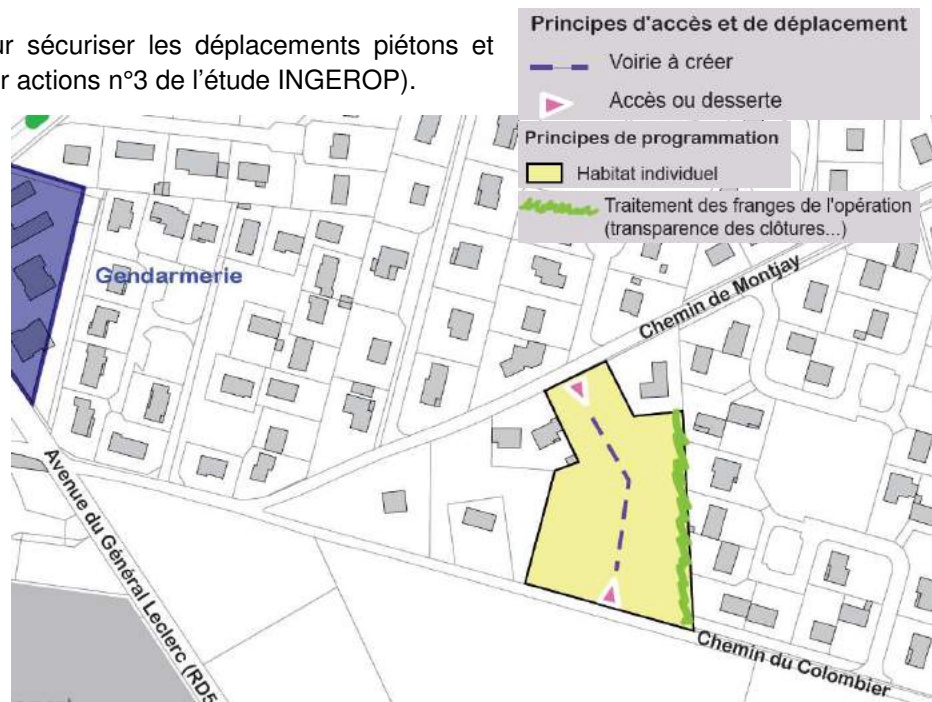 ur sécuriser les déplacements piétons et
r actions n°3 de l'étude INGEROP).
Principes d'accès et de déplacement
Voirie à créer
Accès ou desserte
Principes de programmation
Habitat individuel
Traitement des franges de l'opération
(transparence des clôtures...)
Gendarmerie
Chemin de Montjay
Avenue du Général Leclerc (RD5
Chemin du Colombier